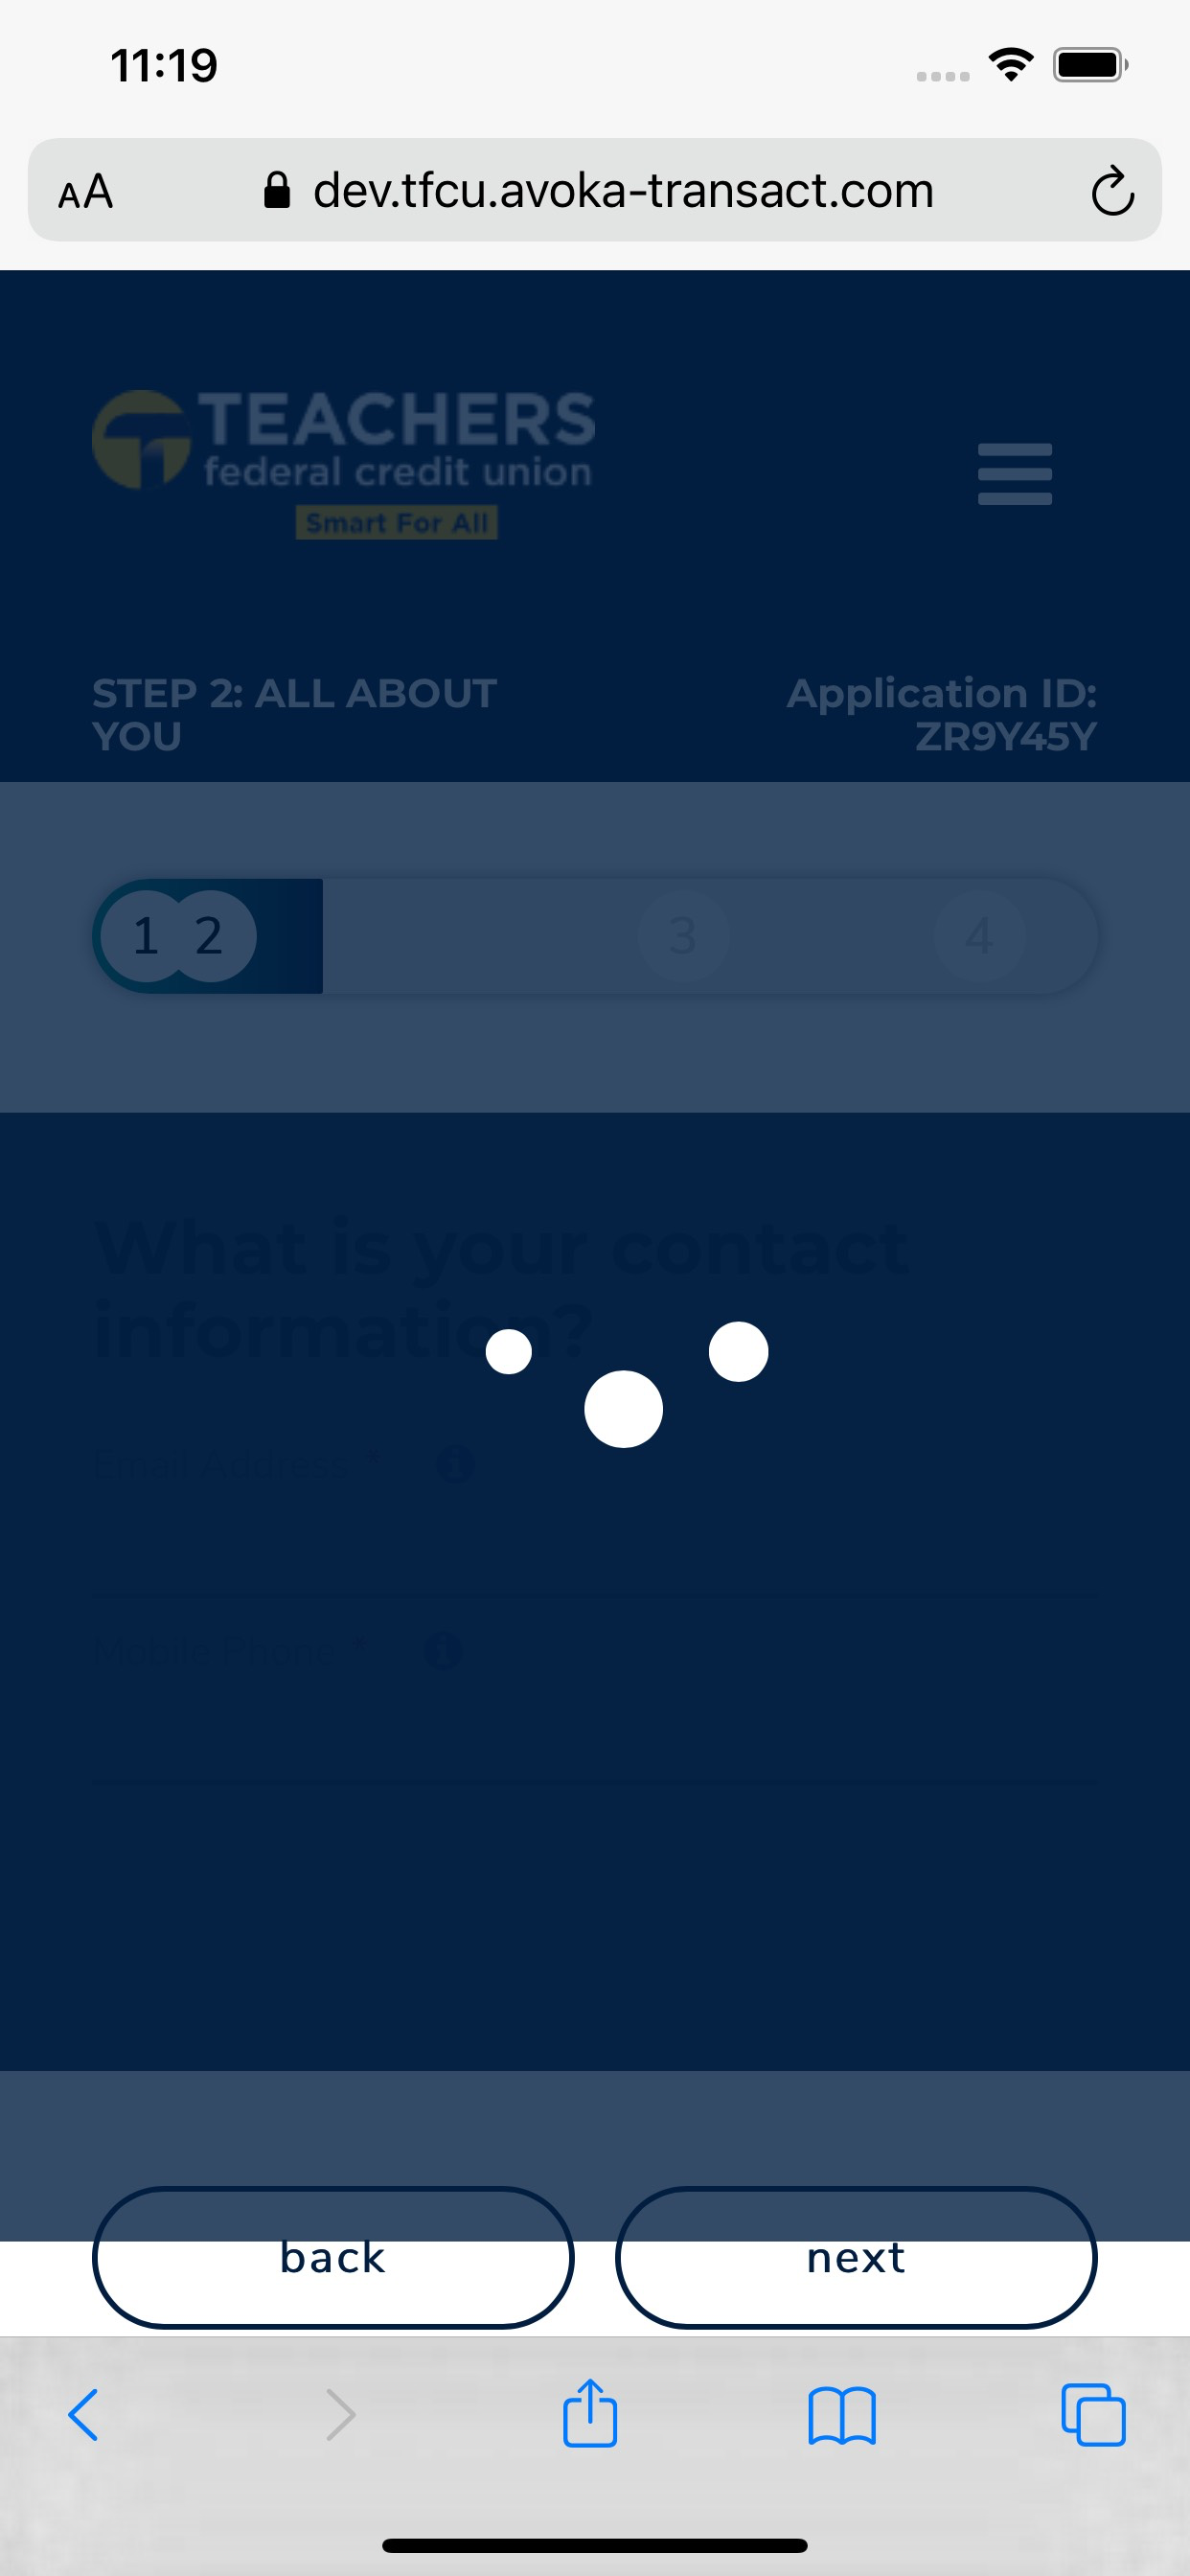 11:19
AA dev.tfcu.avoka-transact.com
TEACHERS
federal credit union
Smart For All
STEP 2: ALL ABOUT
YOU
Application ID:
ZR9Y45Y
1 2 3 4
What is your contact
information?
Email Address *
Mobile Phone *
back next